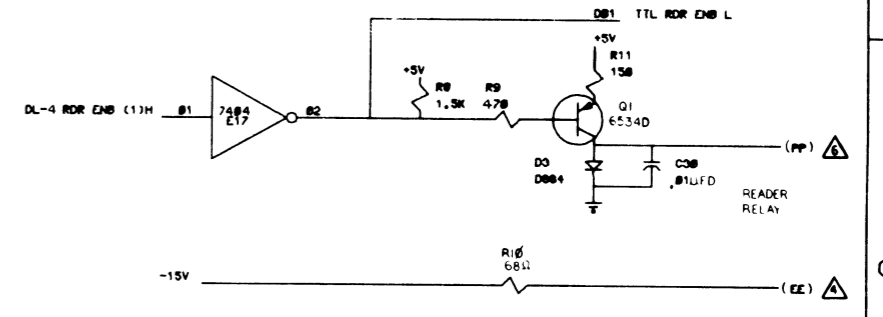 DB1 TTL RDR ENB L
+5V
R11
150
+5V
R8
1.5K
R9
470
Q1
6534D
DL-4 RDR ENB (1)H
01
7404
E17
02
(PP)
6
D3
D664
C30
.01µFD
READER
RELAY
R10
68Ω
-15V
(EE)
4
C